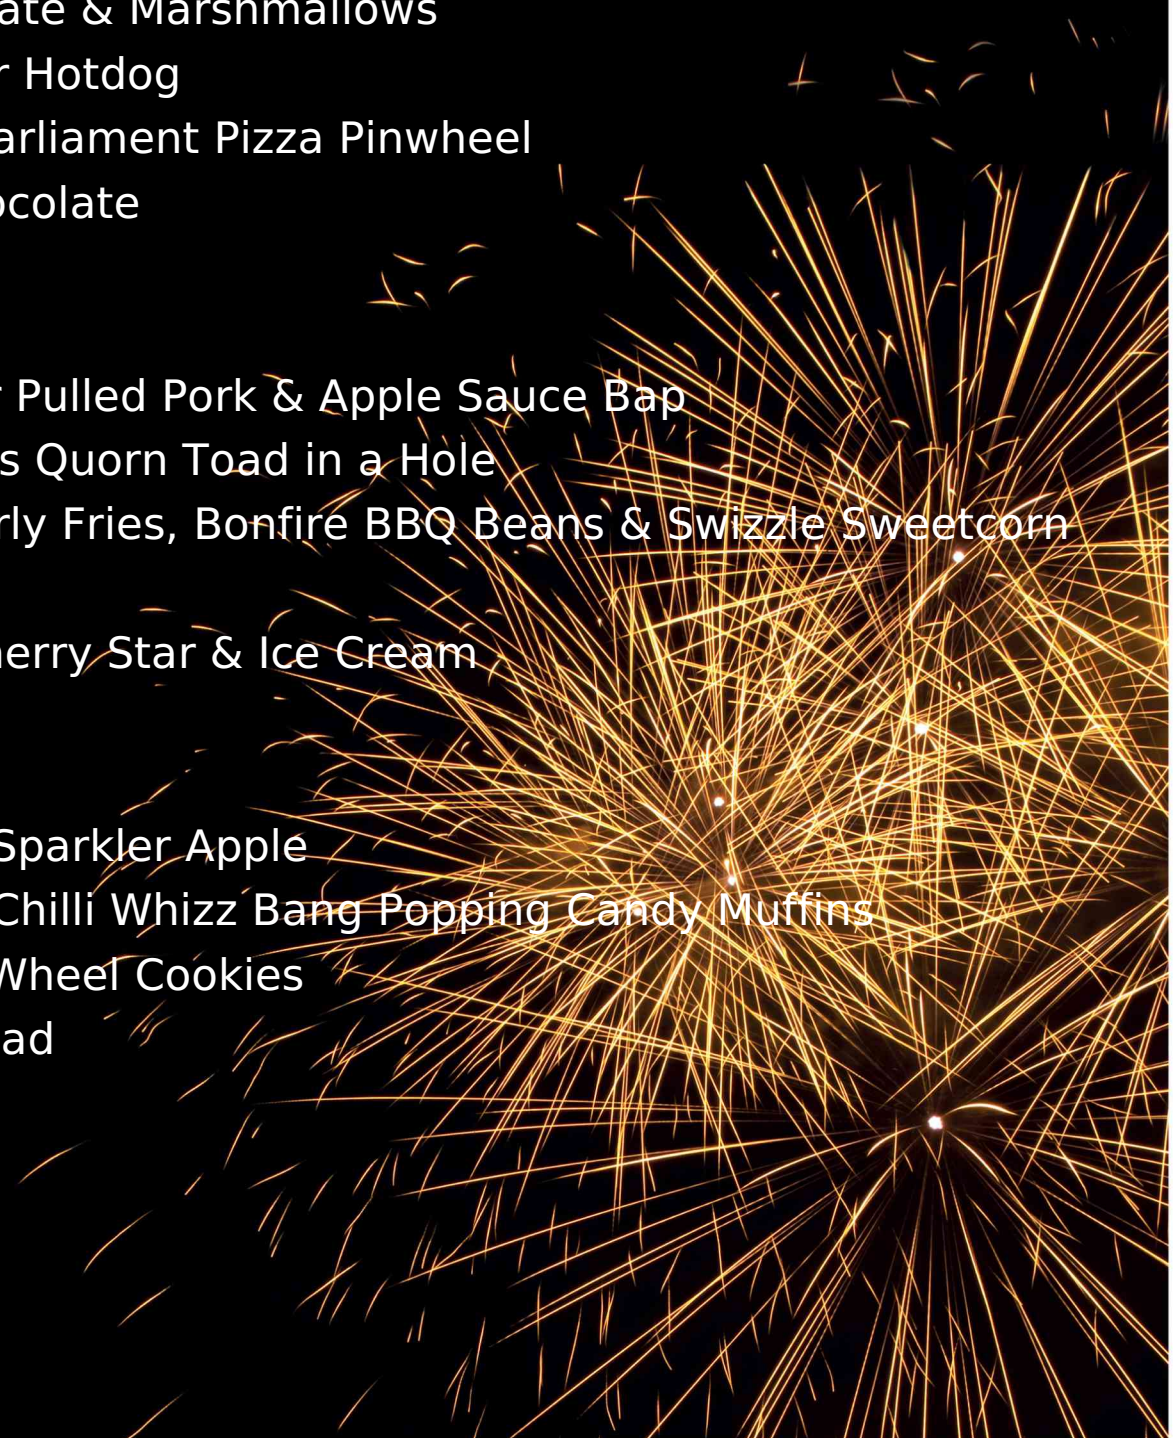 ate & Marshmallows
r Hotdog
arliament Pizza Pinwheel
ocolate
r Pulled Pork & Apple Sauce Bap
s Quorn Toad in a Hole
rly Fries, Bonfire BBQ Beans & Swizzle Sweetcorn
erry Star & Ice Cream
Sparkler Apple
Chilli Whizz Bang Popping Candy Muffins
Wheel Cookies
ad